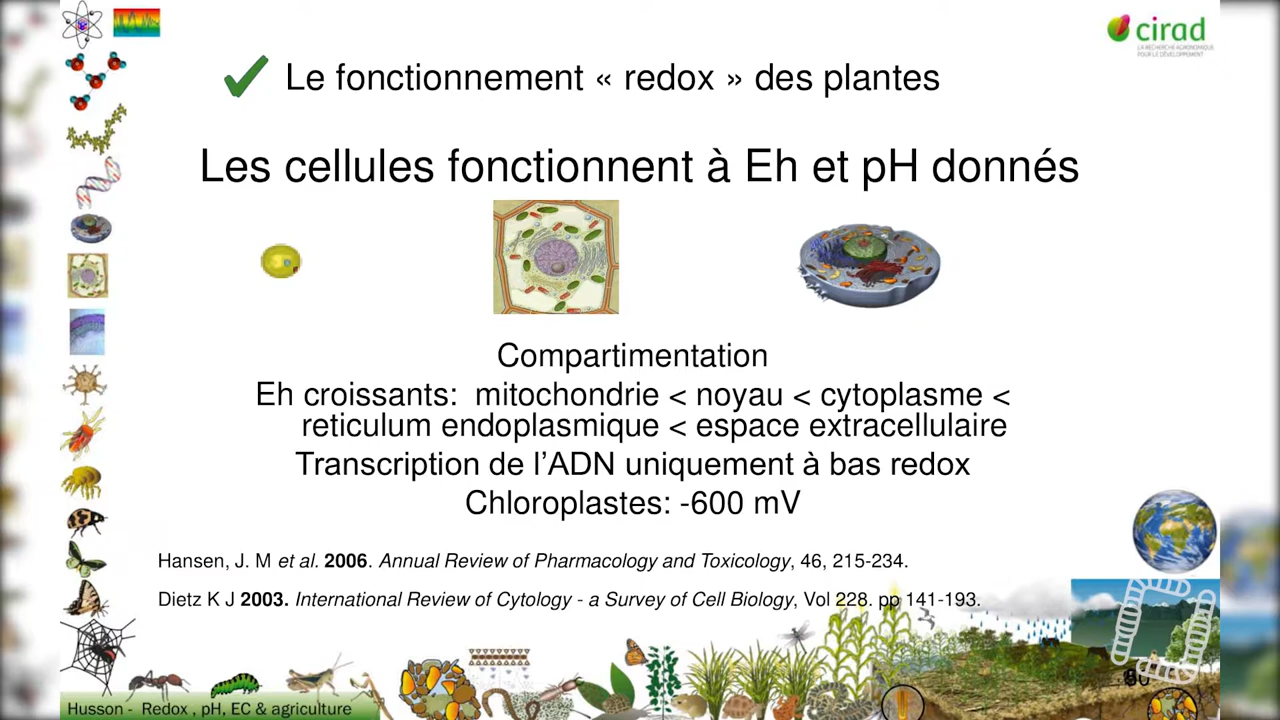 cirad
LA RECHERCHE AGRONOMIQUE
POUR LE DÉVELOPPEMENT
Le fonctionnement « redox » des plantes
Les cellules fonctionnent à Eh et pH donnés
Compartimentation
Eh croissants: mitochondrie < noyau < cytoplasme <
reticulum endoplasmique < espace extracellulaire
Transcription de l’ADN uniquement à bas redox
Chloroplastes: -600 mV
Hansen, J. M et al. 2006. Annual Review of Pharmacology and Toxicology, 46, 215-234.
Dietz K J 2003. International Review of Cytology - a Survey of Cell Biology, Vol 228. pp 141-193.
Husson - Redox , pH, EC & agriculture